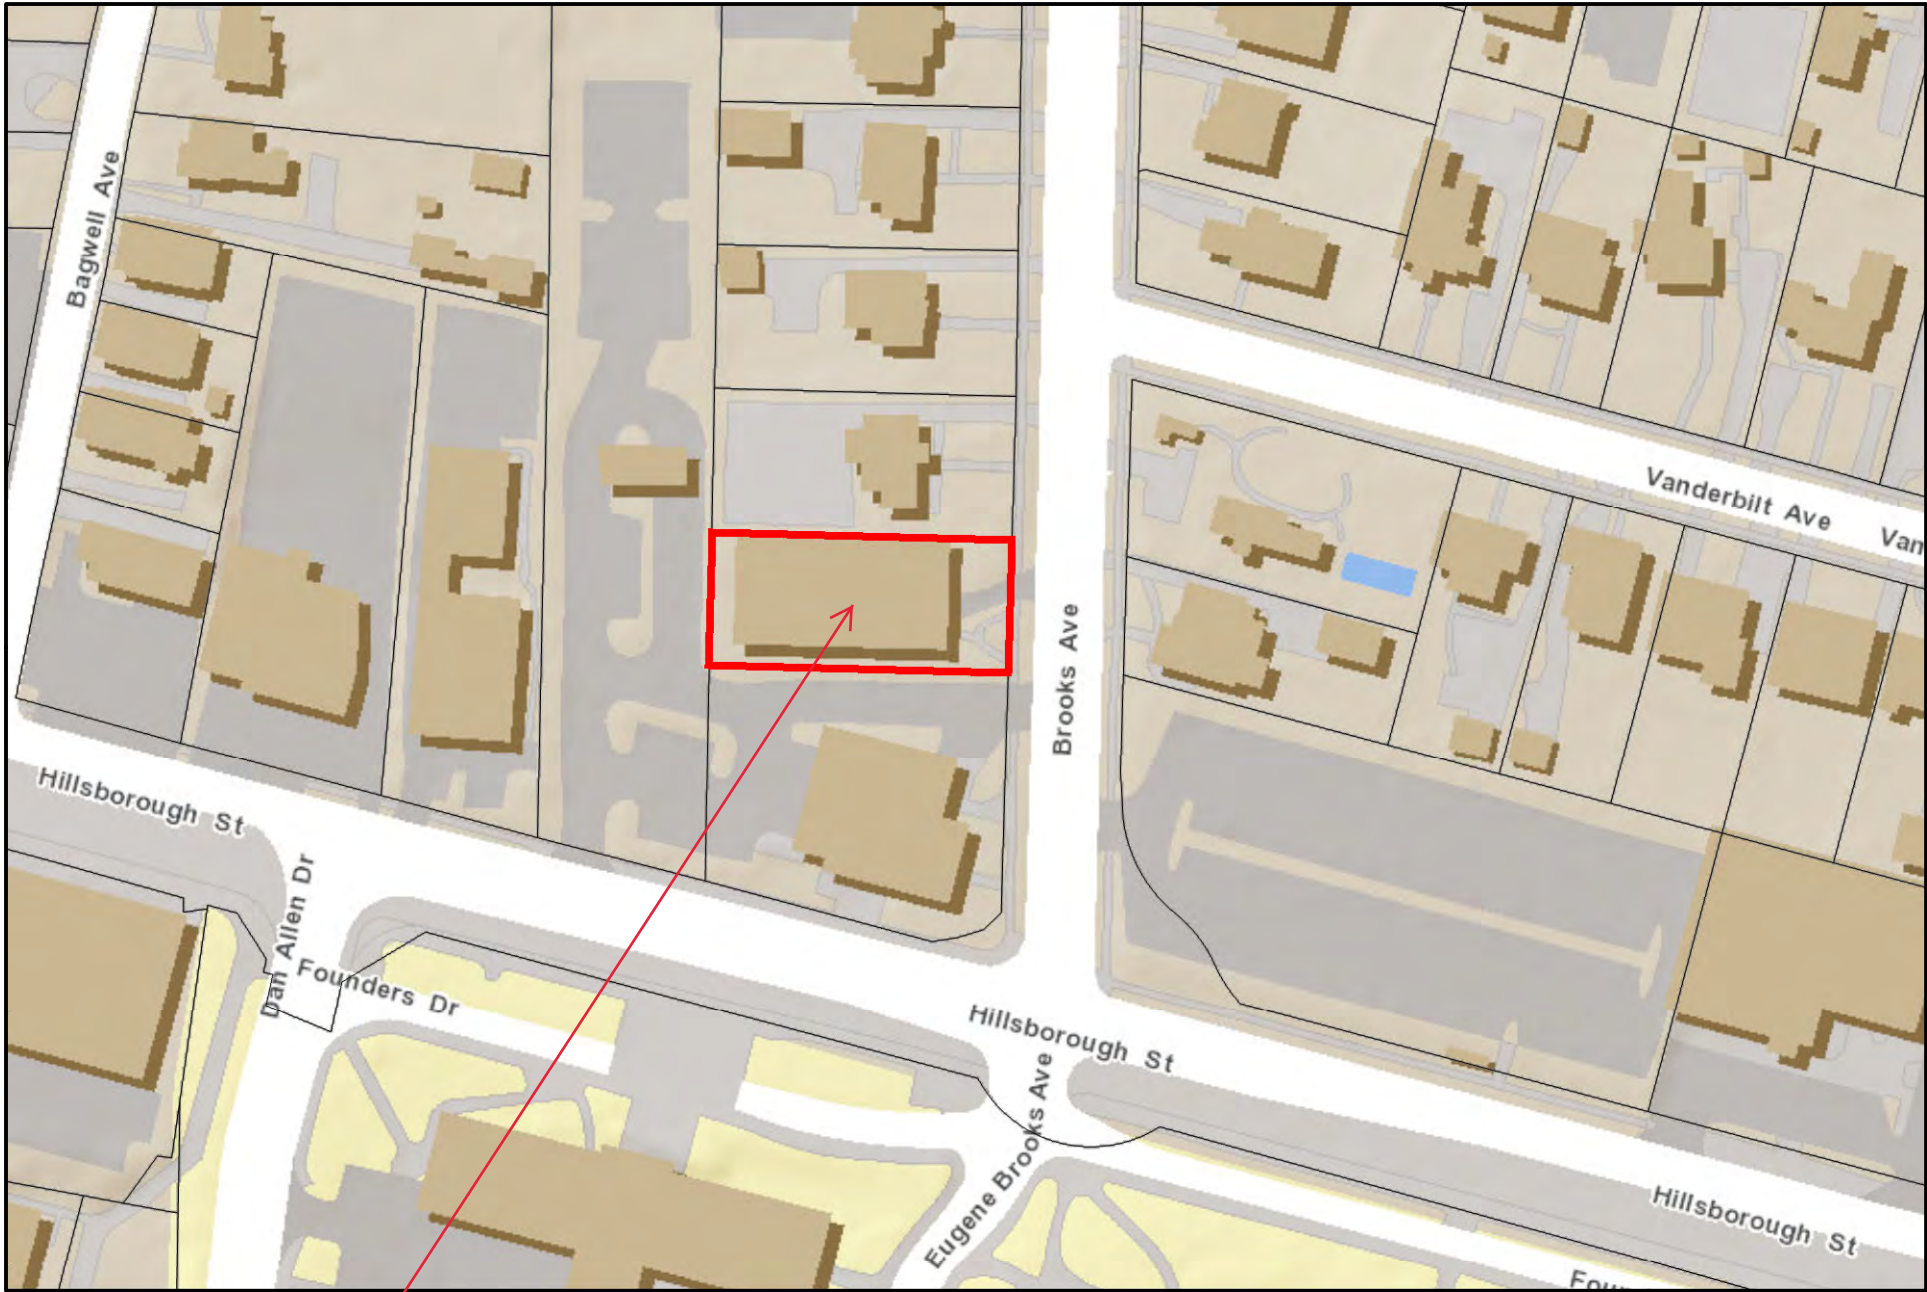 Bagwell Ave
Vanderbilt Ave
Van
Brooks Ave
Hillsborough St
Dan Allen Dr
Founders Dr
Hillsborough St
Eugene Brooks Ave
Hillsborough St
Foun